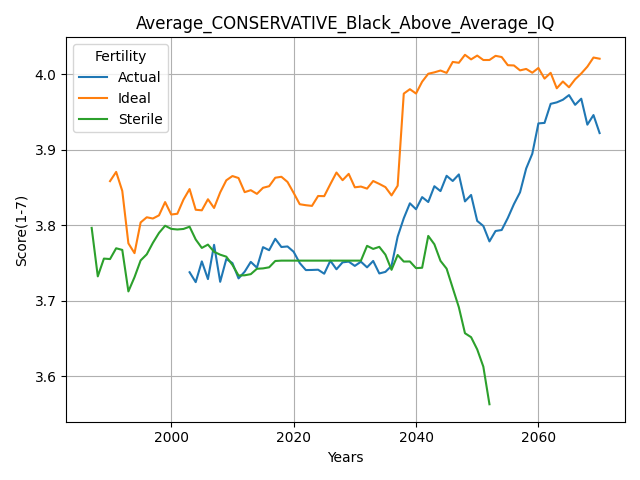 Average_CONSERVATIVE_Black_Above_Average_IQ
Fertility
Actual
Ideal
Sterile
Score(1-7)
4.0
3.9
3.8
3.7
3.6
2000 2020 2040 2060
Years